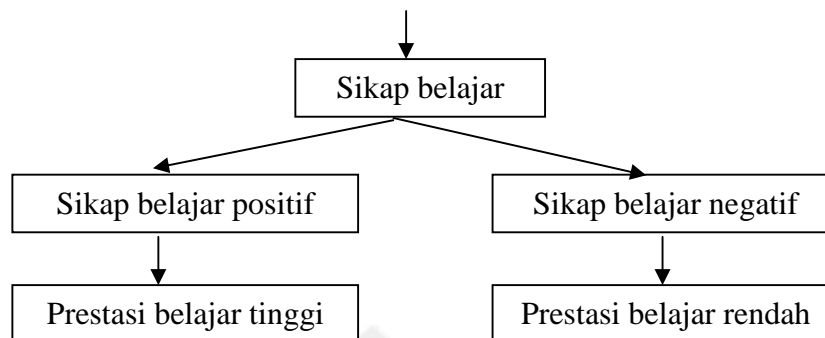 Sikap belajar
Sikap belajar positif
Sikap belajar negatif
Prestasi belajar tinggi
Prestasi belajar rendah